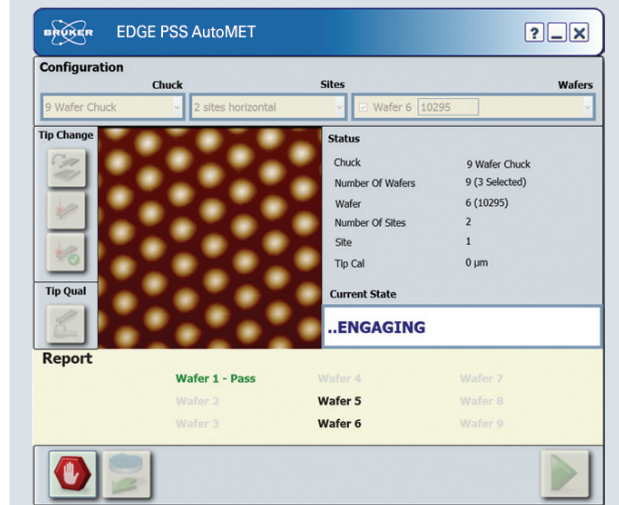 BRUKER
EDGE PSS AutoMET
? _ X
Configuration
Chuck Sites Wafers
9 Wafer Chuck 2 sites horizontal Wafer 6 10295
Tip Change
Status
Chuck 9 Wafer Chuck
Number Of Wafers 9 (3 Selected)
Wafer 6 (10295)
Number Of Sites 2
Site 1
Tip Cal 0 µm
Tip Qual
Current State
..ENGAGING
Report
Wafer 1 - Pass Wafer 4 Wafer 7
Wafer 2 Wafer 5 Wafer 8
Wafer 3 Wafer 6 Wafer 9